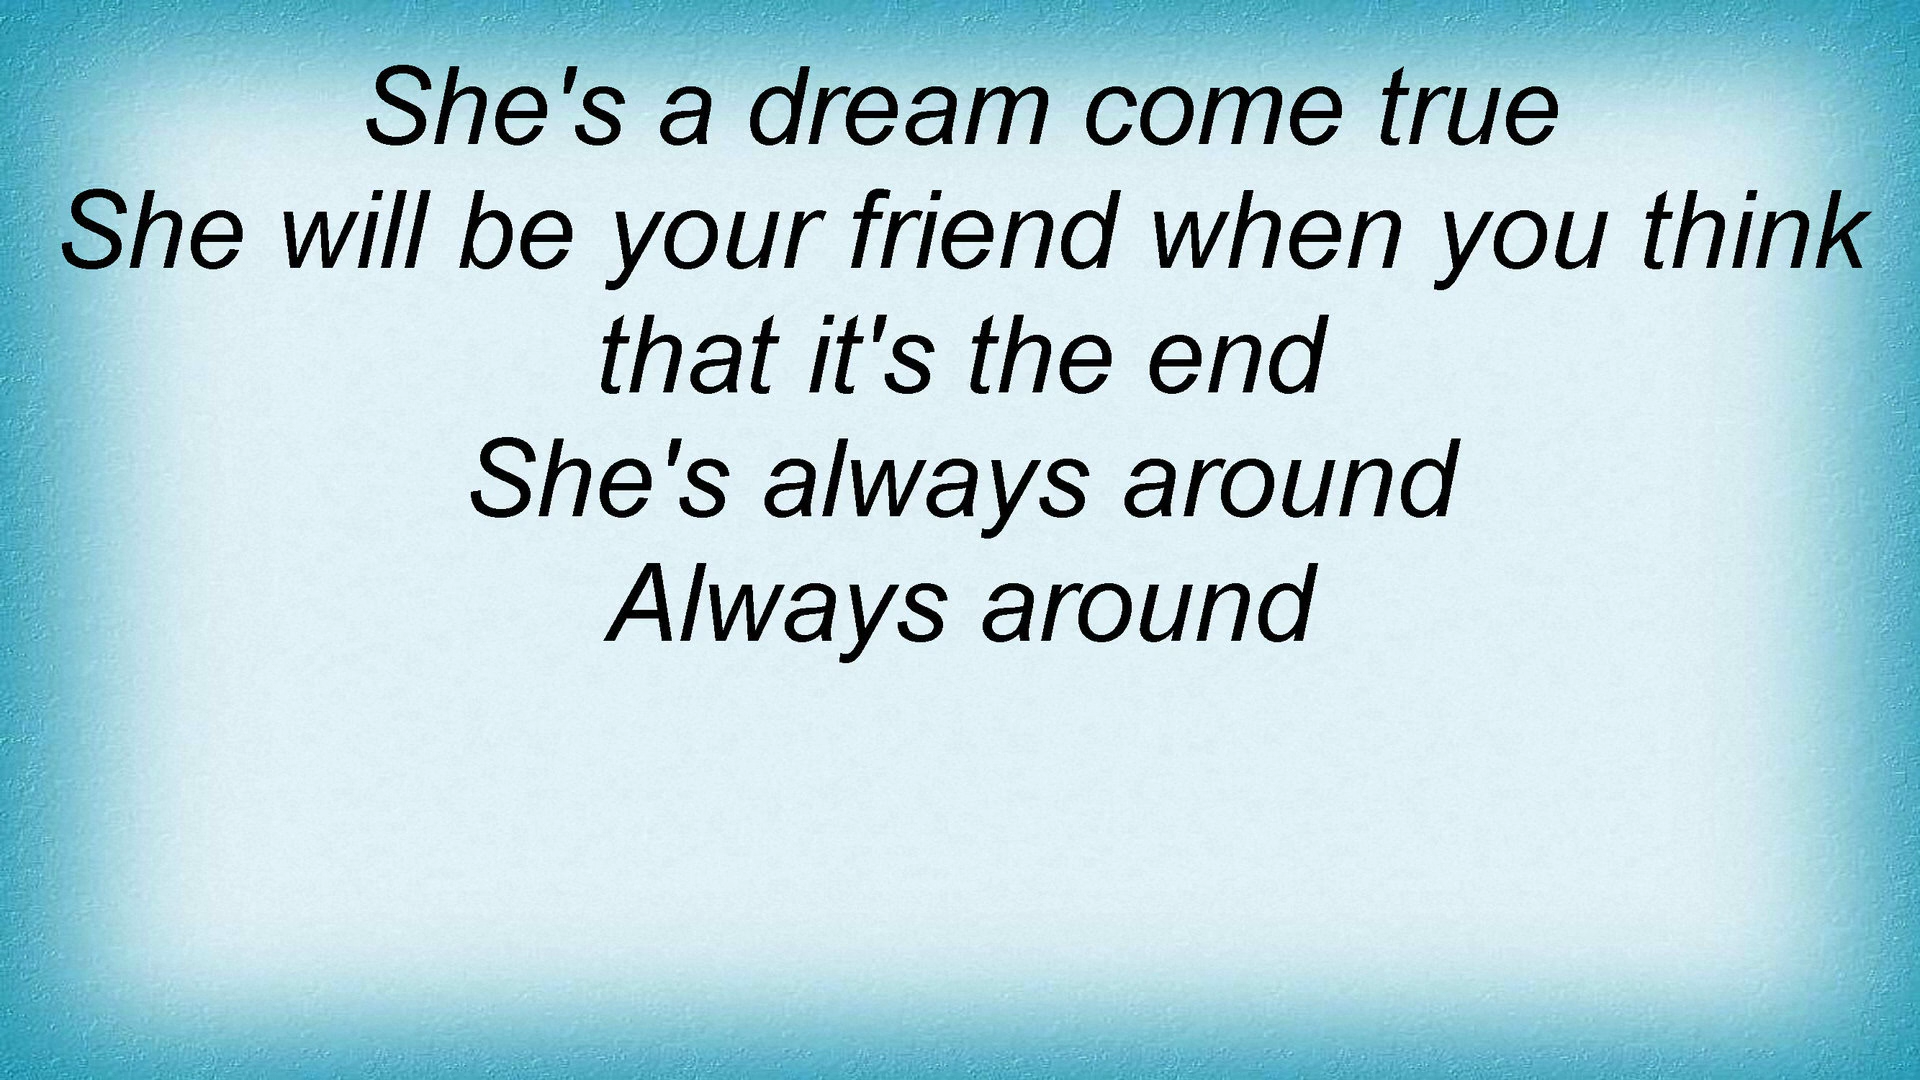 She's a dream come true
She will be your friend when you think
that it's the end
She's always around
Always around